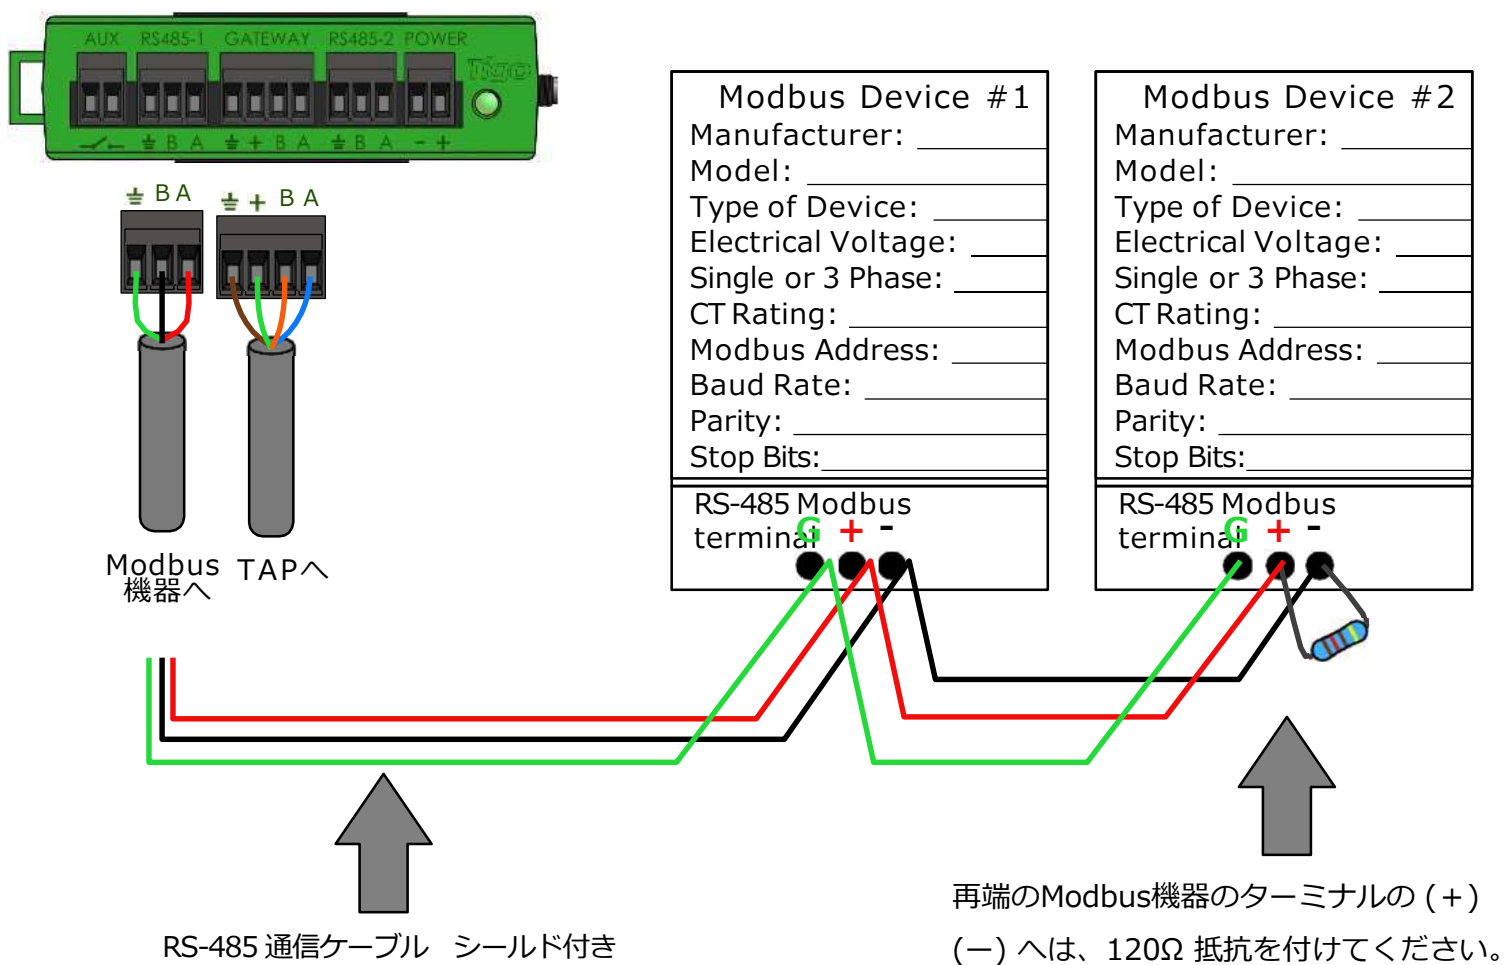 AUX RS485-1 GATEWAY RS485-2 POWER
Tigo
B A + B A B A - +
B A + B A
Modbus
機器へ
TAPへ
Modbus Device #1
Manufacturer:
Model:
Type of Device:
Electrical Voltage:
Single or 3 Phase:
CT Rating:
Modbus Address:
Baud Rate:
Parity:
Stop Bits:
RS-485 Modbus
terminal
G + -
Modbus Device #2
Manufacturer:
Model:
Type of Device:
Electrical Voltage:
Single or 3 Phase:
CT Rating:
Modbus Address:
Baud Rate:
Parity:
Stop Bits:
RS-485 Modbus
terminal
G + -
RS-485 通信ケーブル シールド付き
再端のModbus機器のターミナルの (+)
(ー) へは、120Ω 抵抗を付けてください。